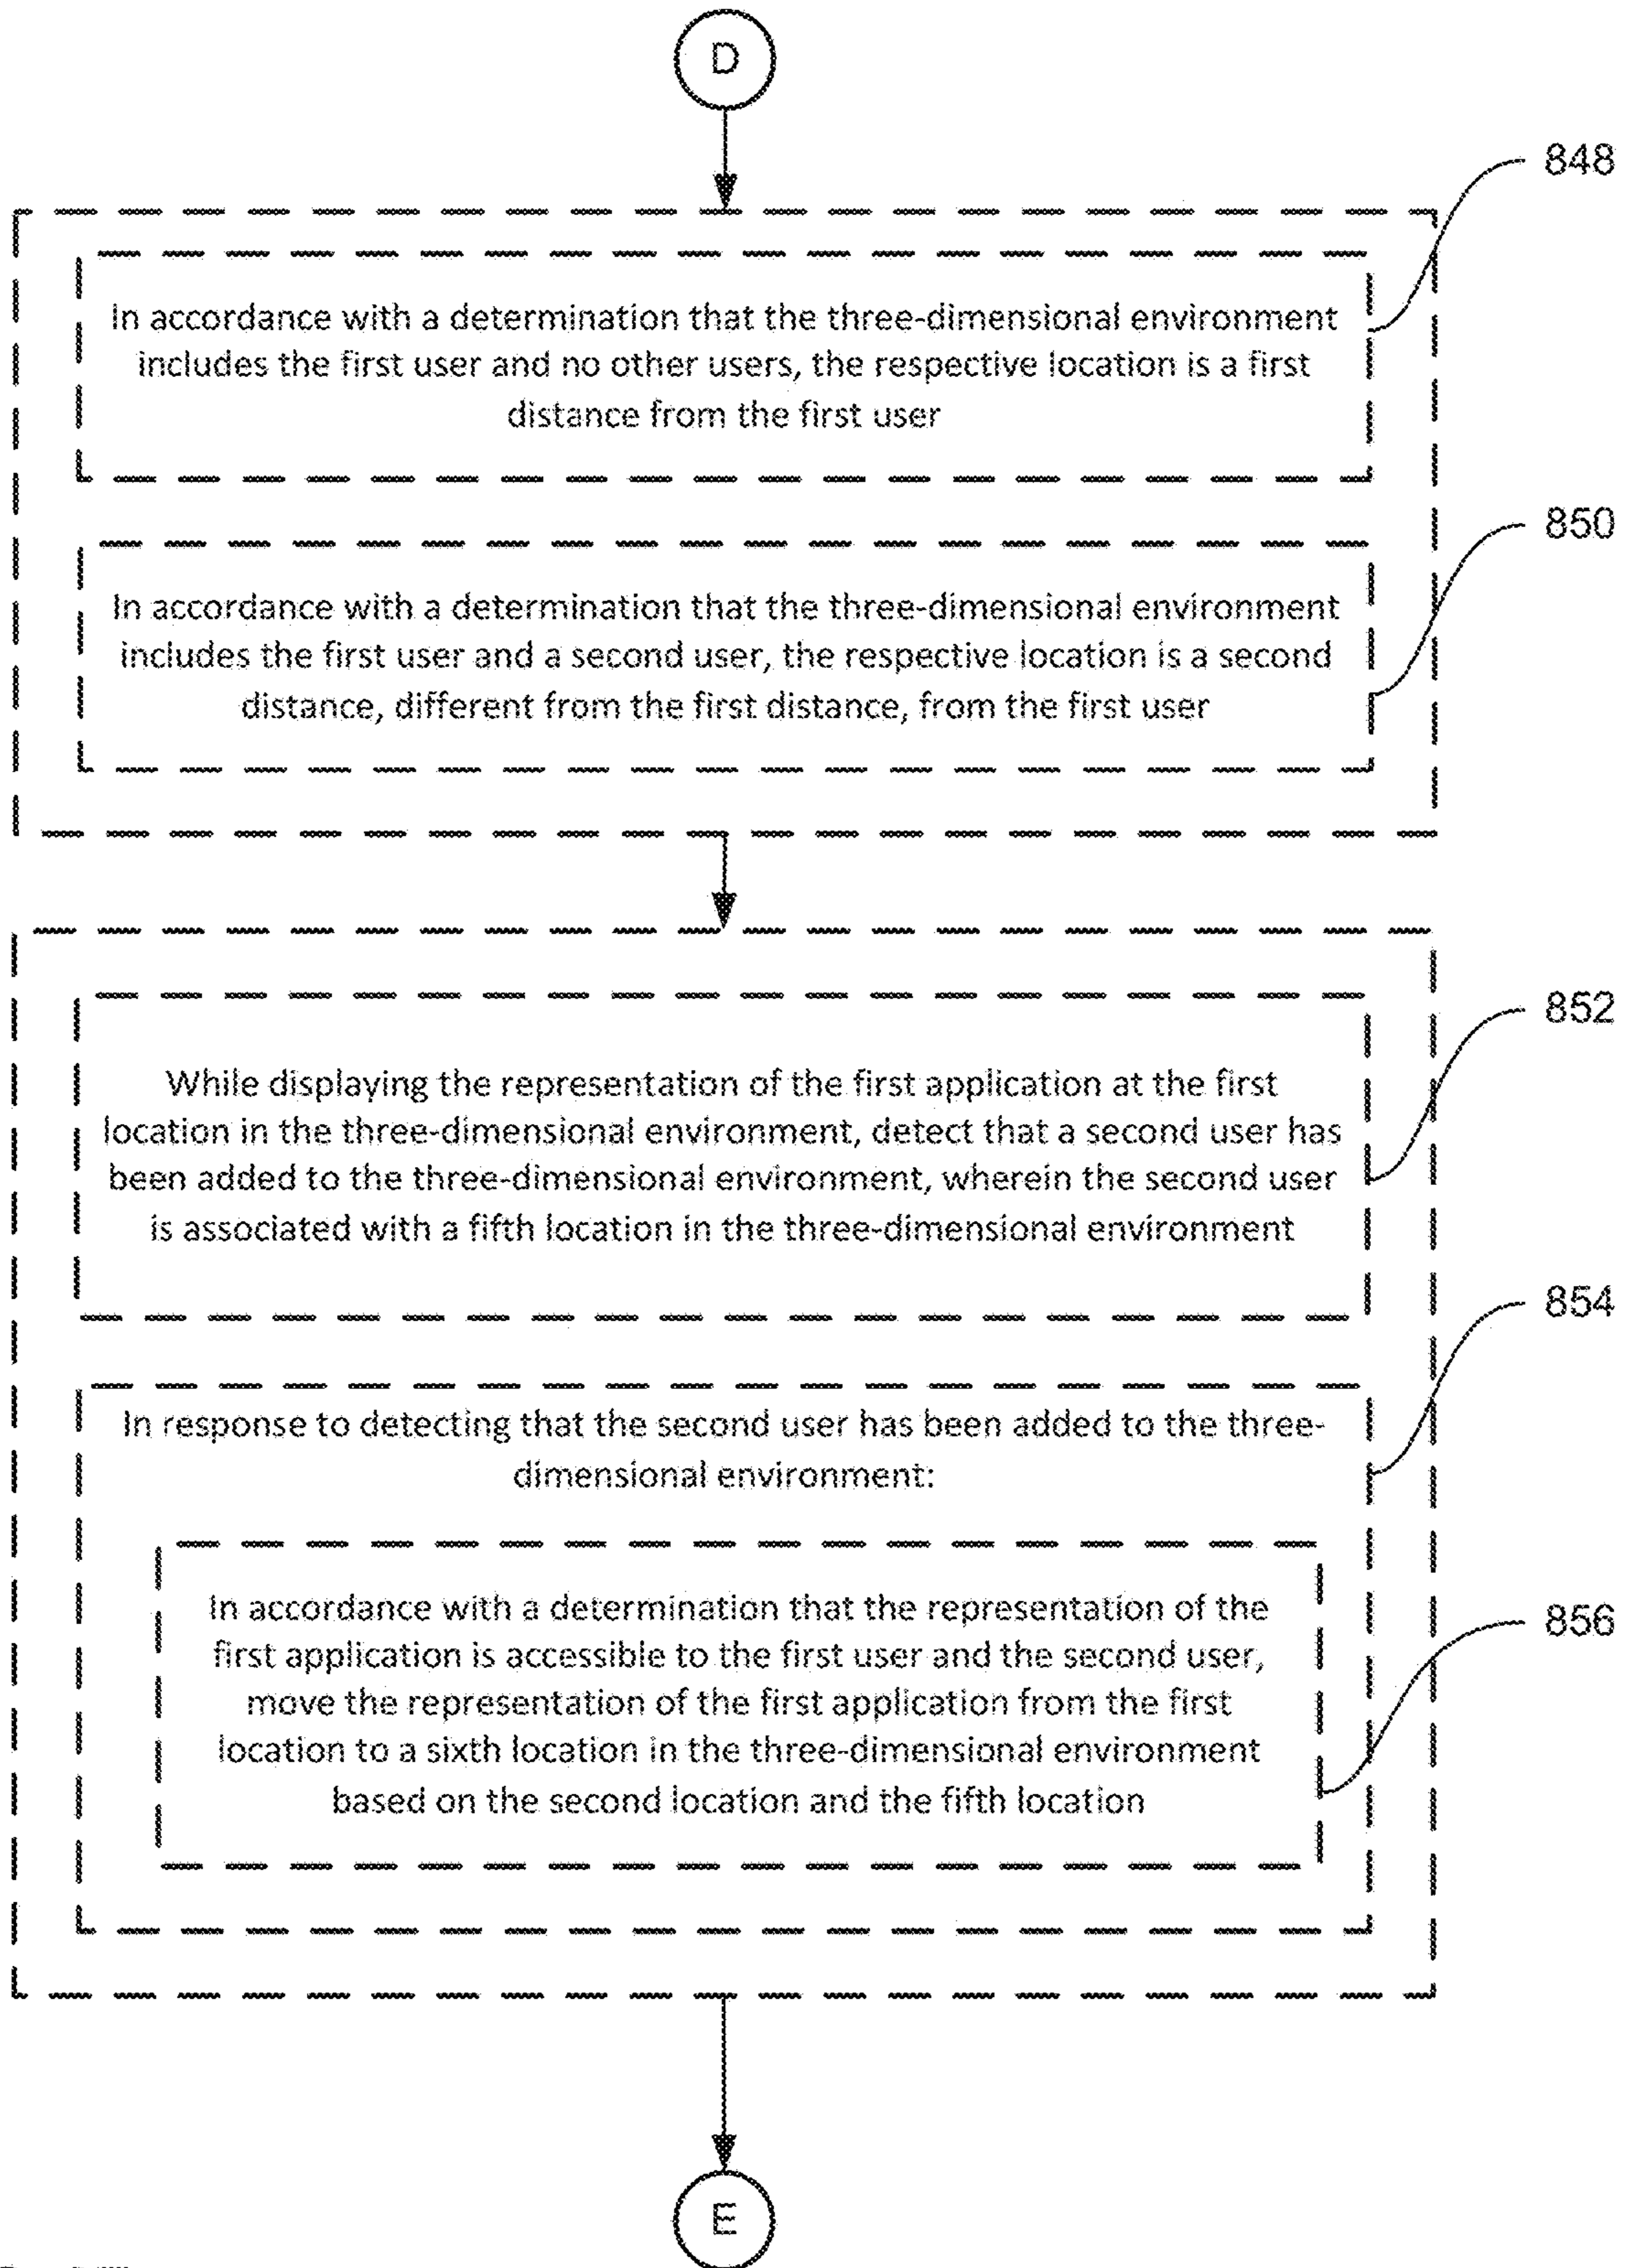 D
848
In accordance with a determination that the three-dimensional environment
includes the first user and no other users, the respective location is a first
distance from the first user
850
In accordance with a determination that the three-dimensional environment
includes the first user and a second user, the respective location is a second
distance, different from the first distance, from the first user
852
While displaying the representation of the first application at the first
location in the three-dimensional environment, detect that a second user has
been added to the three-dimensional environment, wherein the second user
is associated with a fifth location in the three-dimensional environment
854
In response to detecting that the second user has been added to the three-
dimensional environment:
856
In accordance with a determination that the representation of the
first application is accessible to the first user and the second user,
move the representation of the first application from the first
location to a sixth location in the three-dimensional environment
based on the second location and the fifth location
E